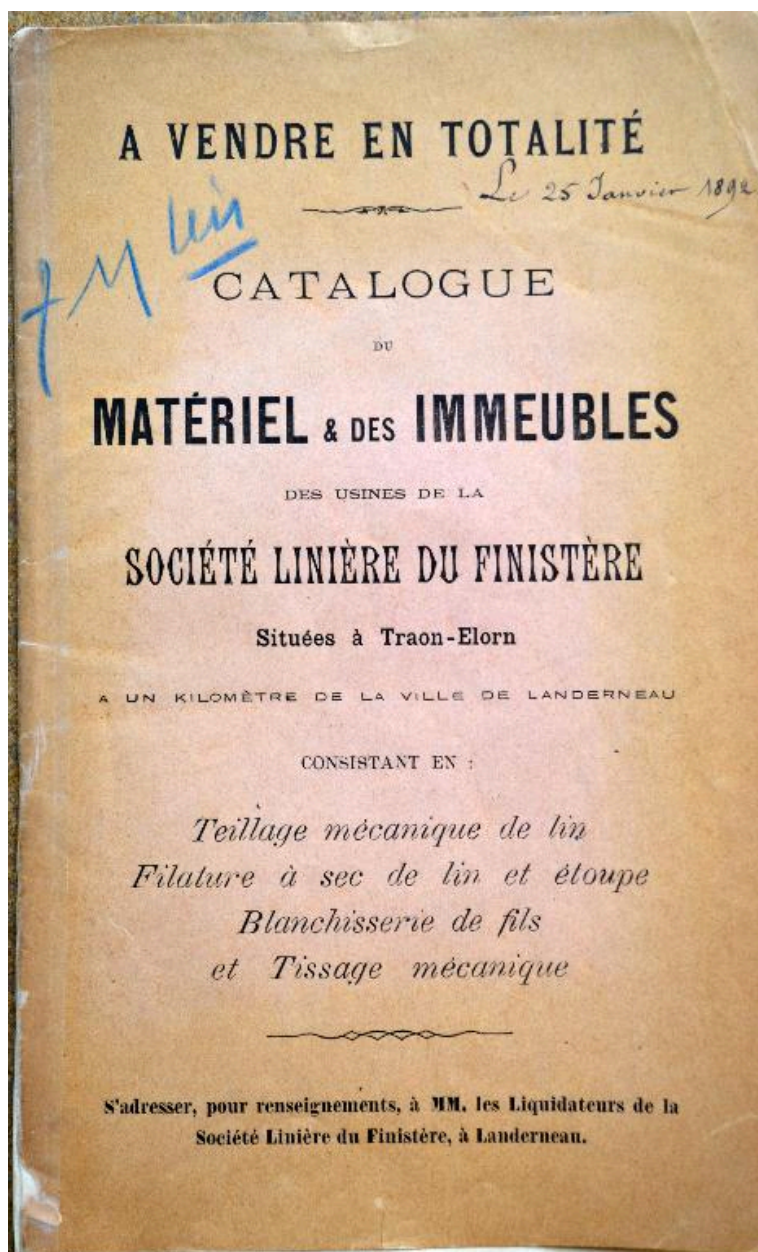 A VENDRE EN TOTALITÉ
Le 25 Janvier 1892
CATALOGUE
DU
MATÉRIEL & DES IMMEUBLES
DES USINES DE LA
SOCIÉTÉ LINIÈRE DU FINISTÈRE
Situées à Traon-Elorn
A UN KILOMÈTRE DE LA VILLE DE LANDERNEAU
CONSISTANT EN :
Teillage mécanique de lin
Filature à sec de lin et étoupe
Blanchisserie de fils
et Tissage mécanique
S'adresser, pour renseignements, à MM. les Liquidateurs de la
Société Linière du Finistère, à Landerneau.